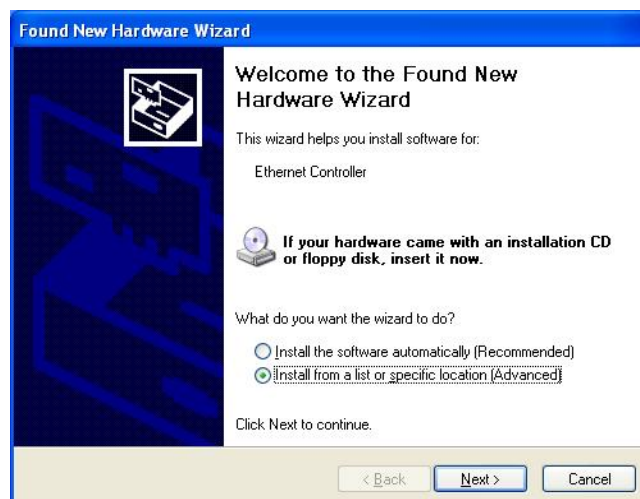 Found New Hardware Wizard
Welcome to the Found New
Hardware Wizard
This wizard helps you install software for:
Ethernet Controller
If your hardware came with an installation CD
or floppy disk, insert it now.
What do you want the wizard to do?
Install the software automatically (Recommended)
Install from a list or specific location (Advanced)
Click Next to continue.
< Back Next > Cancel